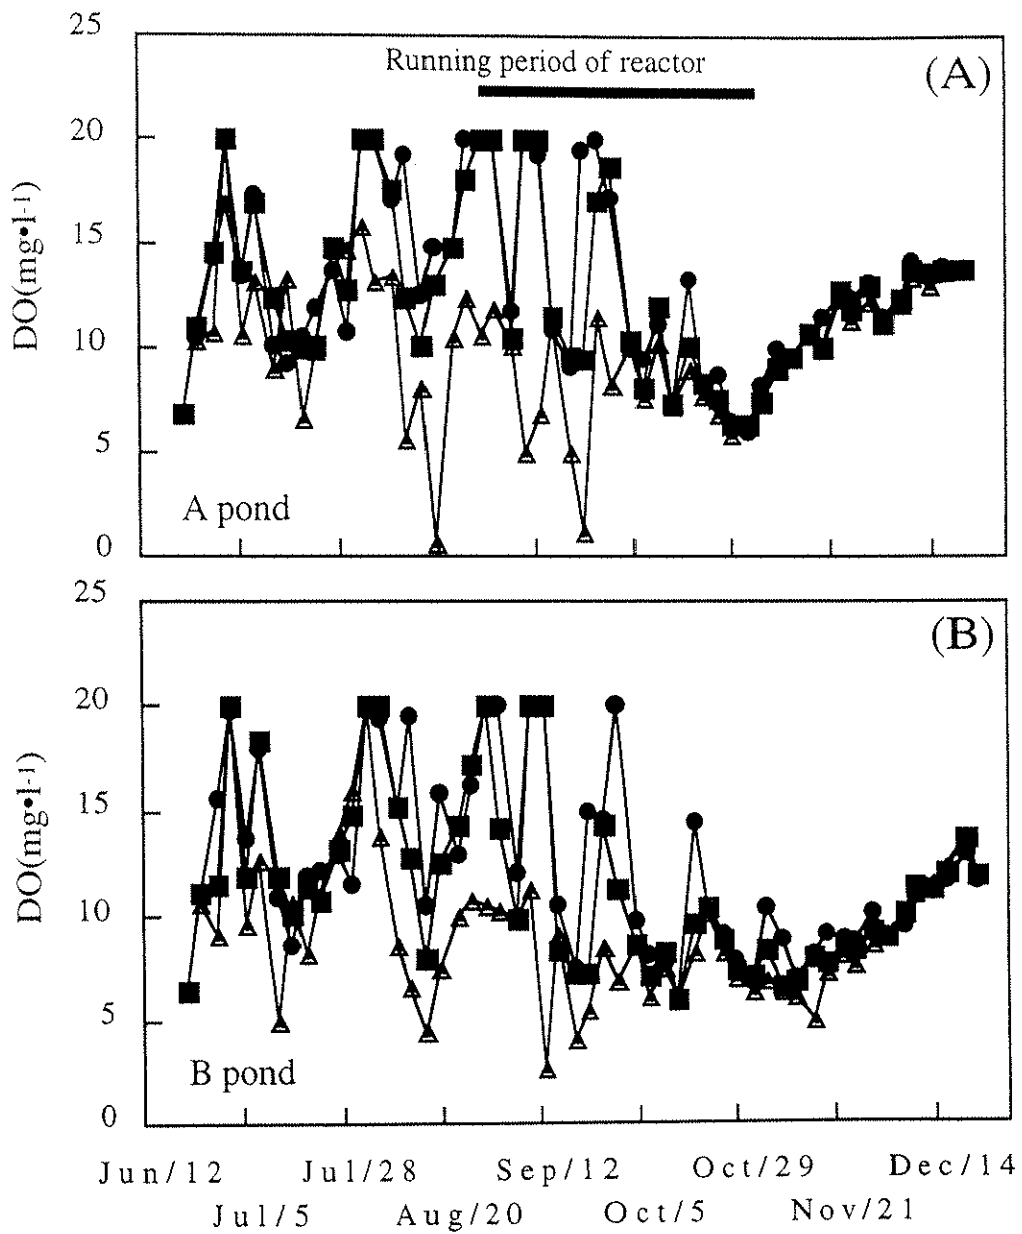 25
Running period of reactor
(A)
20
15
10
5
0
DO(mg•l-1)
A pond
25
(B)
20
15
10
5
0
DO(mg•l-1)
B pond
Jun/12 Jul/28 Sep/12 Oct/29 Dec/14
Jul/5 Aug/20 Oct/5 Nov/21